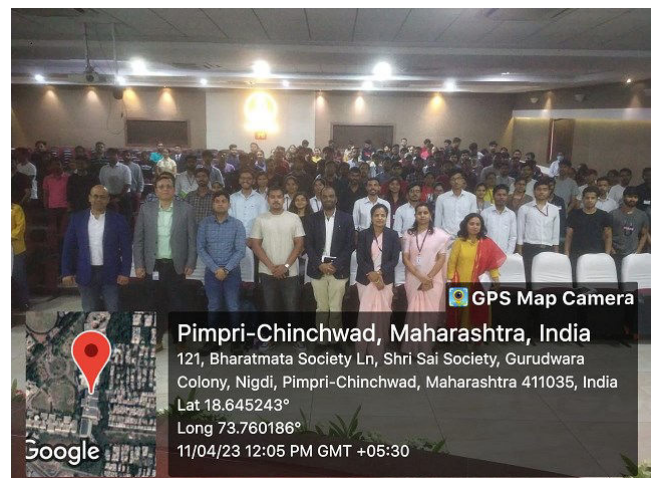 GPS Map Camera
Pimpri-Chinchwad, Maharashtra, India
121, Bharatmata Society Ln, Shri Sai Society, Gurudwara
Colony, Nigdi, Pimpri-Chinchwad, Maharashtra 411035, India
Lat 18.645243°
Long 73.760186°
11/04/23 12:05 PM GMT +05:30
Google